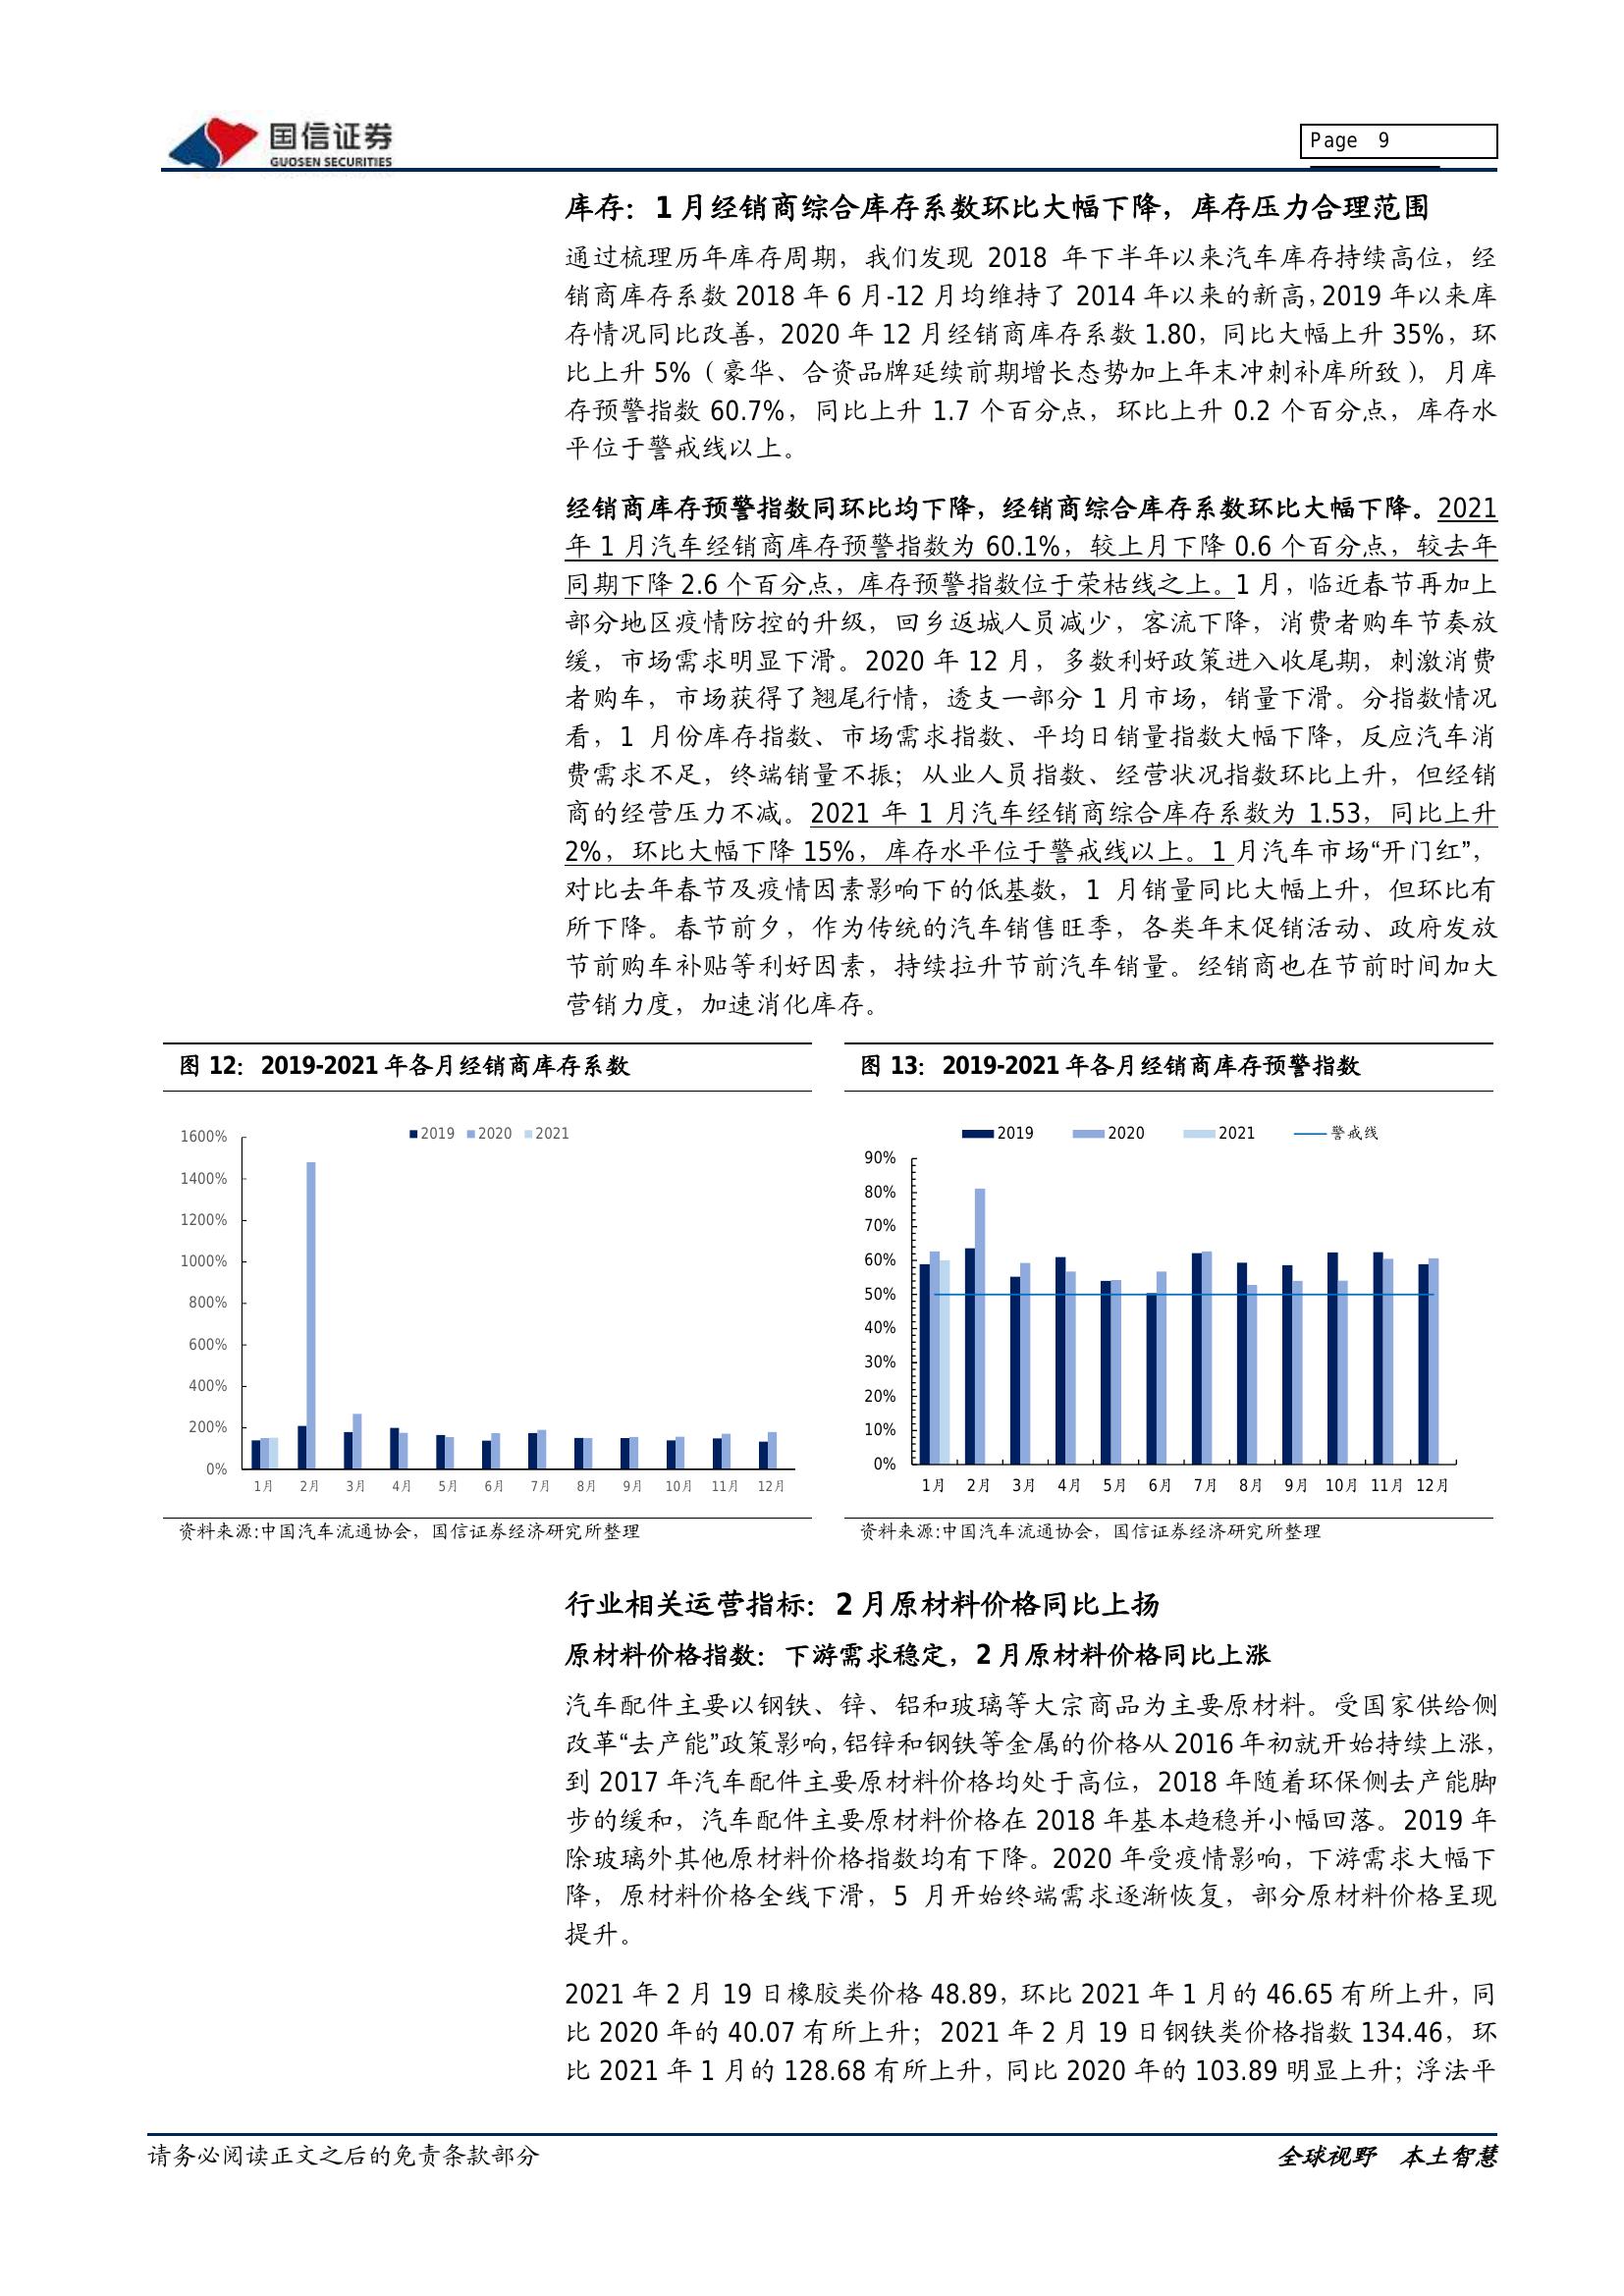 国信证券
GUOSEN SECURITIES
Page 9
库存：1 月经销商综合库存系数环比大幅下降，库存压力合理范围
通过梳理历年库存周期，我们发现 2018 年下半年以来汽车库存持续高位，经
销商库存系数 2018 年 6 月-12 月均维持了 2014 年以来的新高，2019 年以来库
存情况同比改善，2020 年 12 月经销商库存系数 1.80，同比大幅上升 35%，环
比上升 5%（豪华、合资品牌延续前期增长态势加上年末冲刺补库所致），月库
存预警指数 60.7%，同比上升 1.7 个百分点，环比上升 0.2 个百分点，库存水
平位于警戒线以上。
经销商库存预警指数同环比均下降，经销商综合库存系数环比大幅下降。2021
年 1 月汽车经销商库存预警指数为 60.1%，较上月下降 0.6 个百分点，较去年
同期下降 2.6 个百分点，库存预警指数位于荣枯线之上。1 月，临近春节再加上
部分地区疫情防控的升级，回乡返城人员减少，客流下降，消费者购车节奏放
缓，市场需求明显下滑。2020 年 12 月，多数利好政策进入收尾期，刺激消费
者购车，市场获得了翘尾行情，透支一部分 1 月市场，销量下滑。分指数情况
看，1 月份库存指数、市场需求指数、平均日销量指数大幅下降，反应汽车消
费需求不足，终端销量不振；从业人员指数、经营状况指数环比上升，但经销
商的经营压力不减。2021 年 1 月汽车经销商综合库存系数为 1.53，同比上升
2%，环比大幅下降 15%，库存水平位于警戒线以上。1 月汽车市场“开门红”，
对比去年春节及疫情因素影响下的低基数，1 月销量同比大幅上升，但环比有
所下降。春节前夕，作为传统的汽车销售旺季，各类年末促销活动、政府发放
节前购车补贴等利好因素，持续拉升节前汽车销量。经销商也在节前时间加大
营销力度，加速消化库存。
图 12：2019-2021 年各月经销商库存系数
2019 2020 2021
1600%
1400%
1200%
1000%
800%
600%
400%
200%
0%
1月 2月 3月 4月 5月 6月 7月 8月 9月 10月 11月 12月
资料来源:中国汽车流通协会，国信证券经济研究所整理
图 13：2019-2021 年各月经销商库存预警指数
2019 2020 2021 警戒线
90%
80%
70%
60%
50%
40%
30%
20%
10%
0%
1月 2月 3月 4月 5月 6月 7月 8月 9月 10月 11月 12月
资料来源:中国汽车流通协会，国信证券经济研究所整理
行业相关运营指标：2 月原材料价格同比上扬
原材料价格指数：下游需求稳定，2 月原材料价格同比上涨
汽车配件主要以钢铁、锌、铝和玻璃等大宗商品为主要原材料。受国家供给侧
改革“去产能”政策影响，铝锌和钢铁等金属的价格从 2016 年初就开始持续上涨，
到 2017 年汽车配件主要原材料价格均处于高位，2018 年随着环保侧去产能脚
步的缓和，汽车配件主要原材料价格在 2018 年基本趋稳并小幅回落。2019 年
除玻璃外其他原材料价格指数均有下降。2020 年受疫情影响，下游需求大幅下
降，原材料价格全线下滑，5 月开始终端需求逐渐恢复，部分原材料价格呈现
提升。
2021 年 2 月 19 日橡胶类价格 48.89，环比 2021 年 1 月的 46.65 有所上升，同
比 2020 年的 40.07 有所上升；2021 年 2 月 19 日钢铁类价格指数 134.46，环
比 2021 年 1 月的 128.68 有所上升，同比 2020 年的 103.89 明显上升；浮法平
请务必阅读正文之后的免责条款部分
全球视野 本土智慧